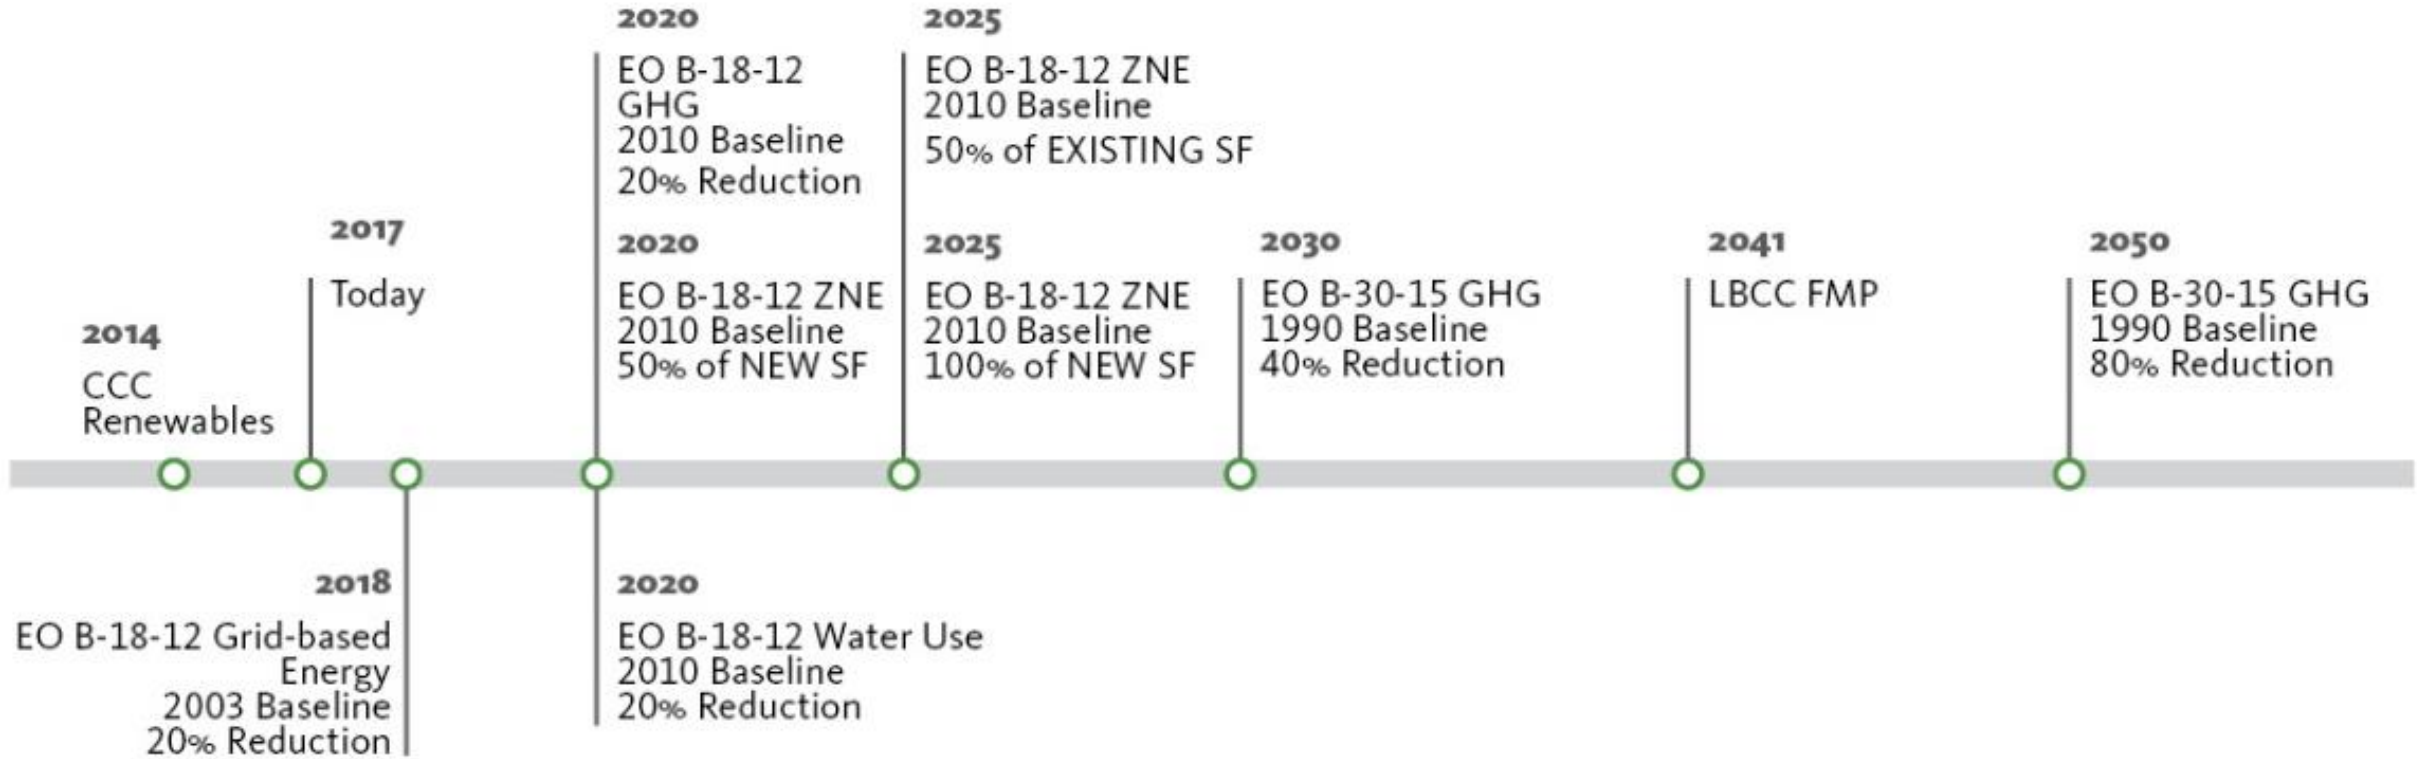 2020
EO B-18-12
GHG
2010 Baseline
20% Reduction
2025
EO B-18-12 ZNE
2010 Baseline
50% of EXISTING SF
2014
CCC
Renewables
2017
Today
2020
EO B-18-12 ZNE
2010 Baseline
50% of NEW SF
2025
EO B-18-12 ZNE
2010 Baseline
100% of NEW SF
2030
EO B-30-15 GHG
1990 Baseline
40% Reduction
2041
LBCC FMP
2050
EO B-30-15 GHG
1990 Baseline
80% Reduction
2018
EO B-18-12 Grid-based
Energy
2003 Baseline
20% Reduction
2020
EO B-18-12 Water Use
2010 Baseline
20% Reduction